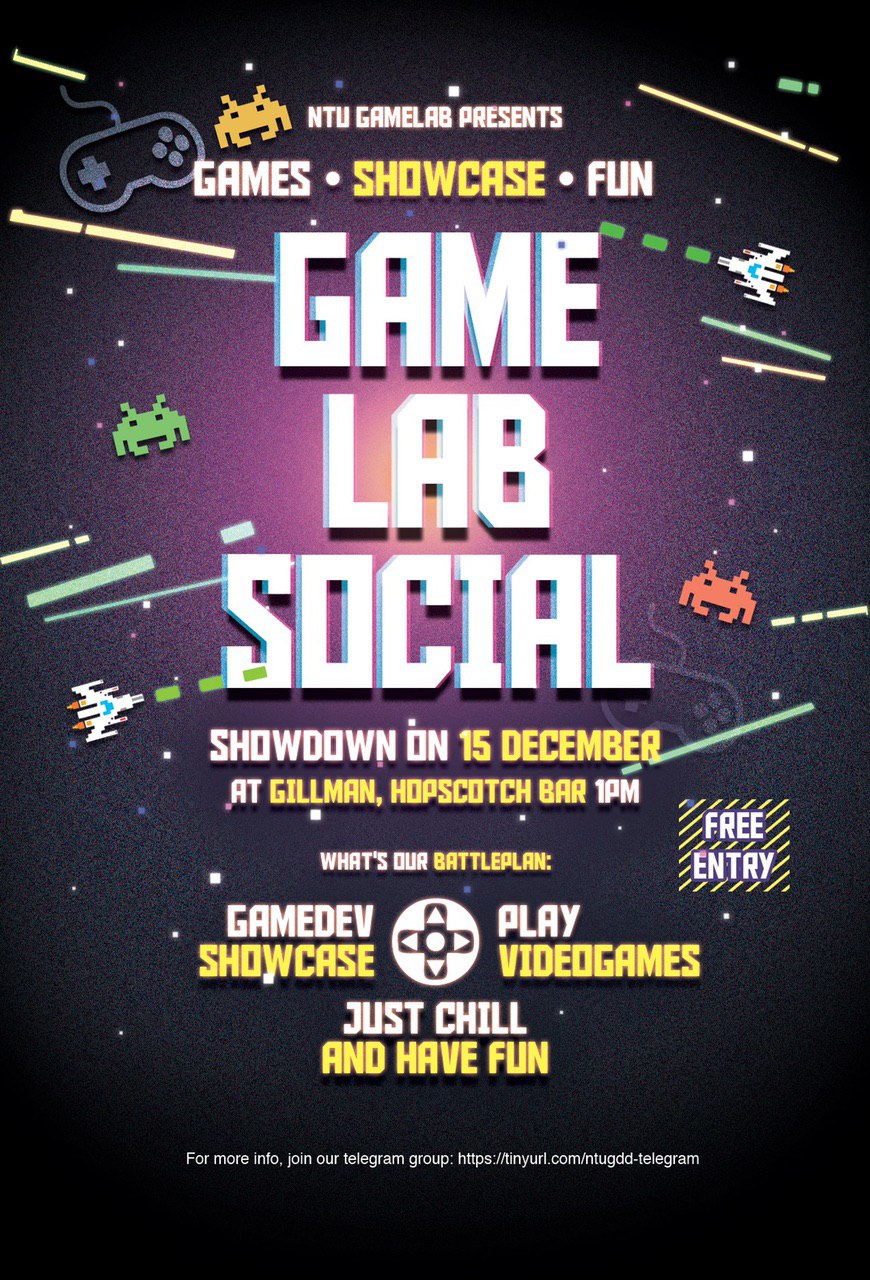 NTU GAMELAB PRESENTS
GAMES • SHOWCASE • FUN
GAME
LAB
SOCIAL
SHOWDOWN ON 15 DECEMBER
AT GILLMAN, HOPSCOTCH BAR 1PM
FREE
ENTRY
WHAT'S OUR BATTLEPLAN:
GAMEDEV
SHOWCASE
PLAY
VIDEOGAMES
JUST CHILL
AND HAVE FUN
For more info, join our telegram group: https://tinyurl.com/ntugdd-telegram